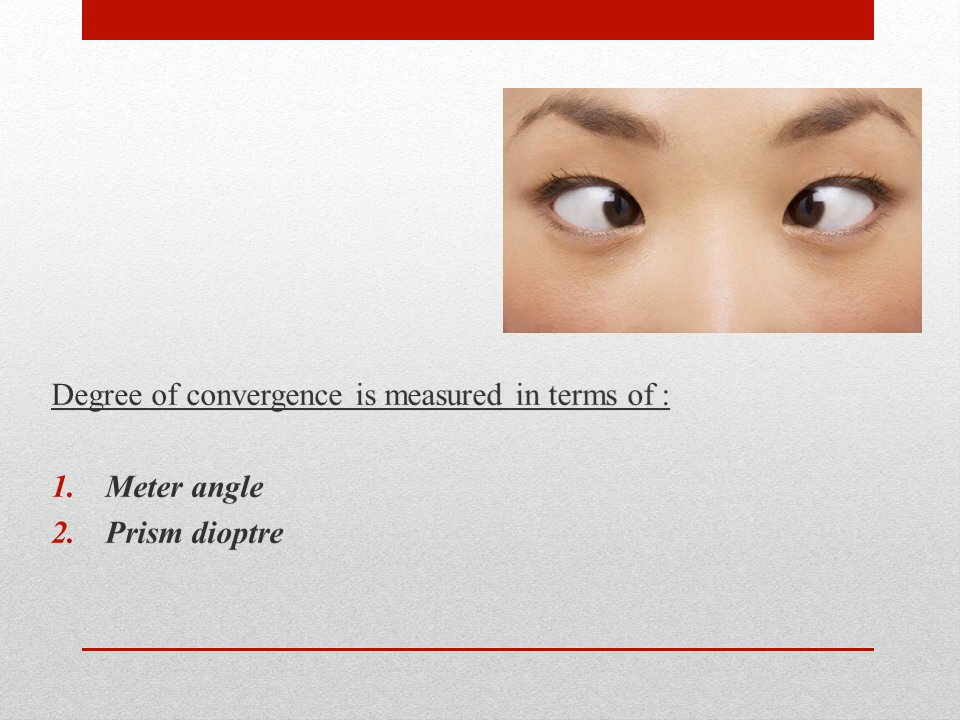 Degree of convergence is measured in terms of :
1. Meter angle
2. Prism dioptre